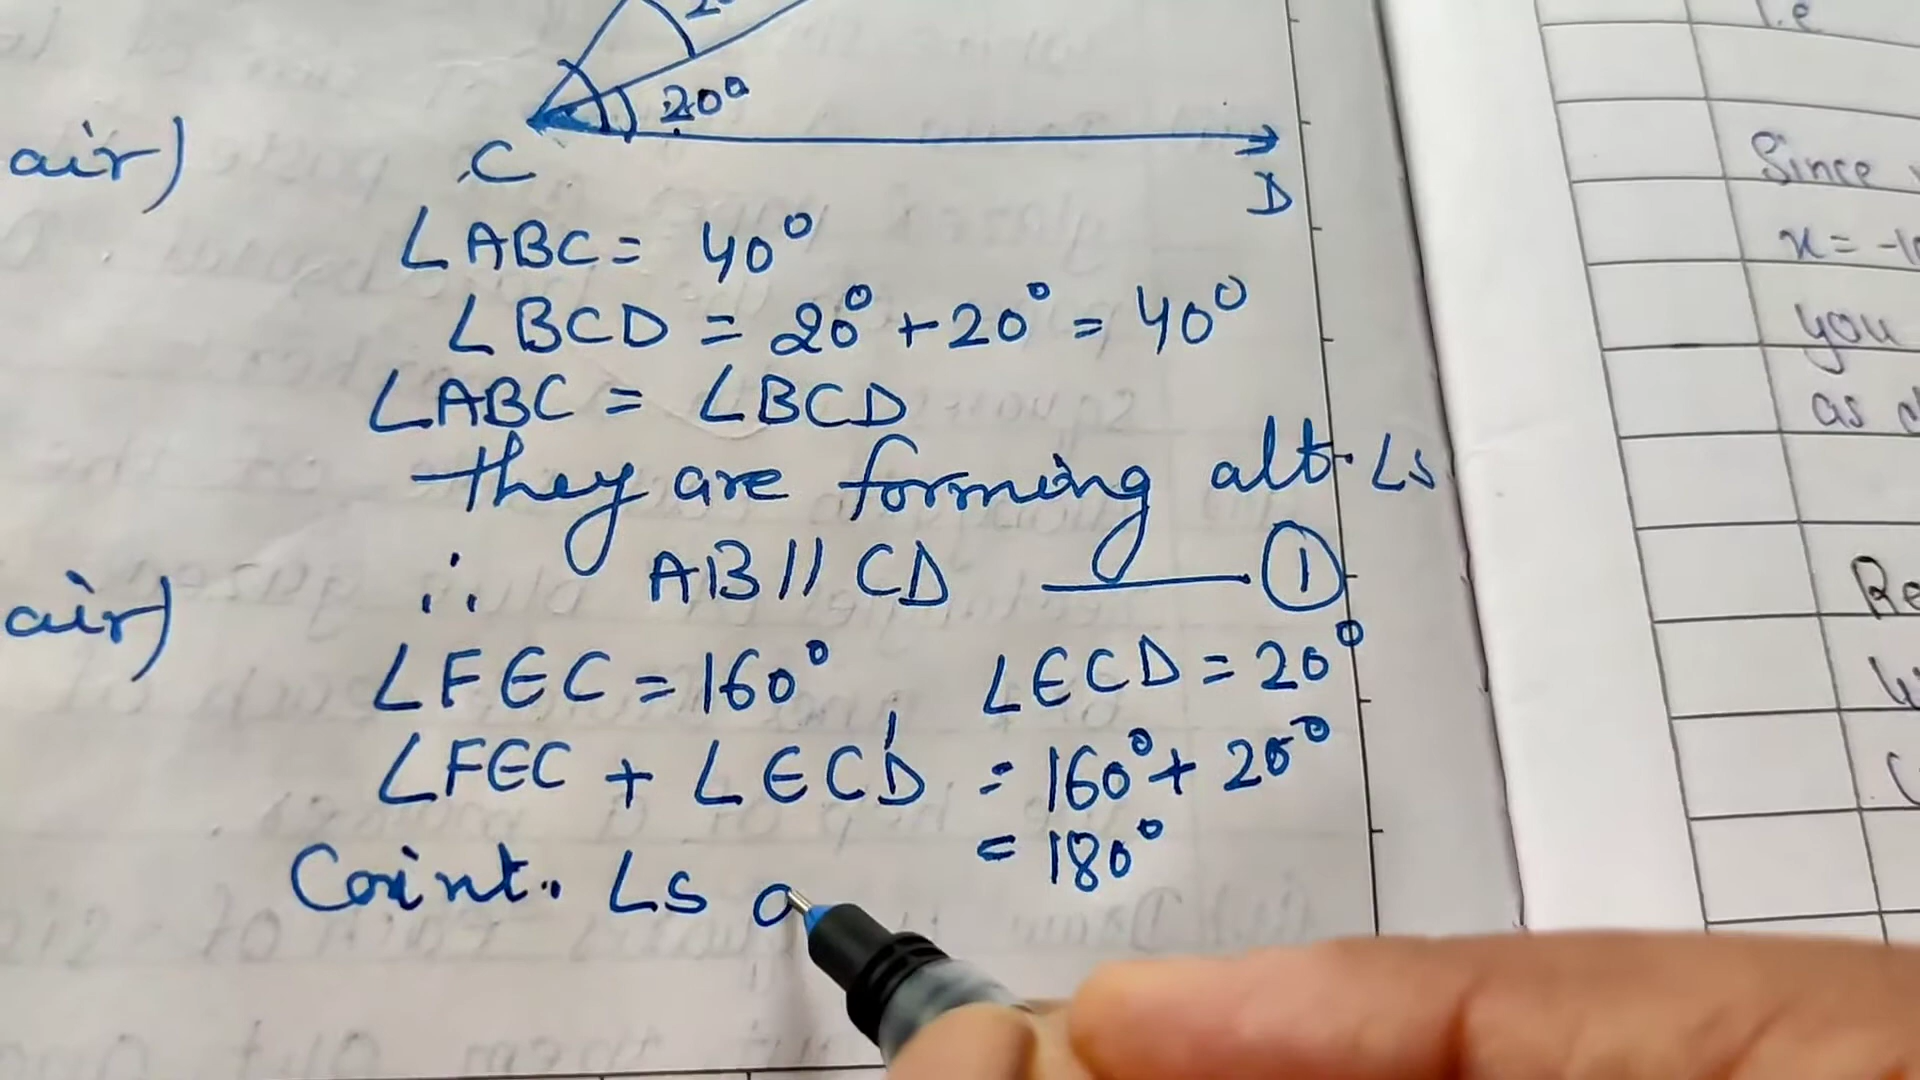 20°
C
D
air)
∠ABC = 40°
∠BCD = 20° + 20° = 40°
∠ABC = ∠BCD
they are forming alt. ∠s
∴ AB // CD ——— ①
air)
∠FEC = 160°, ∠ECD = 20°
∠FEC + ∠ECD = 160° + 20°
= 180°
Coint. ∠s a
i.e
Since
x = -1
you
as
Re